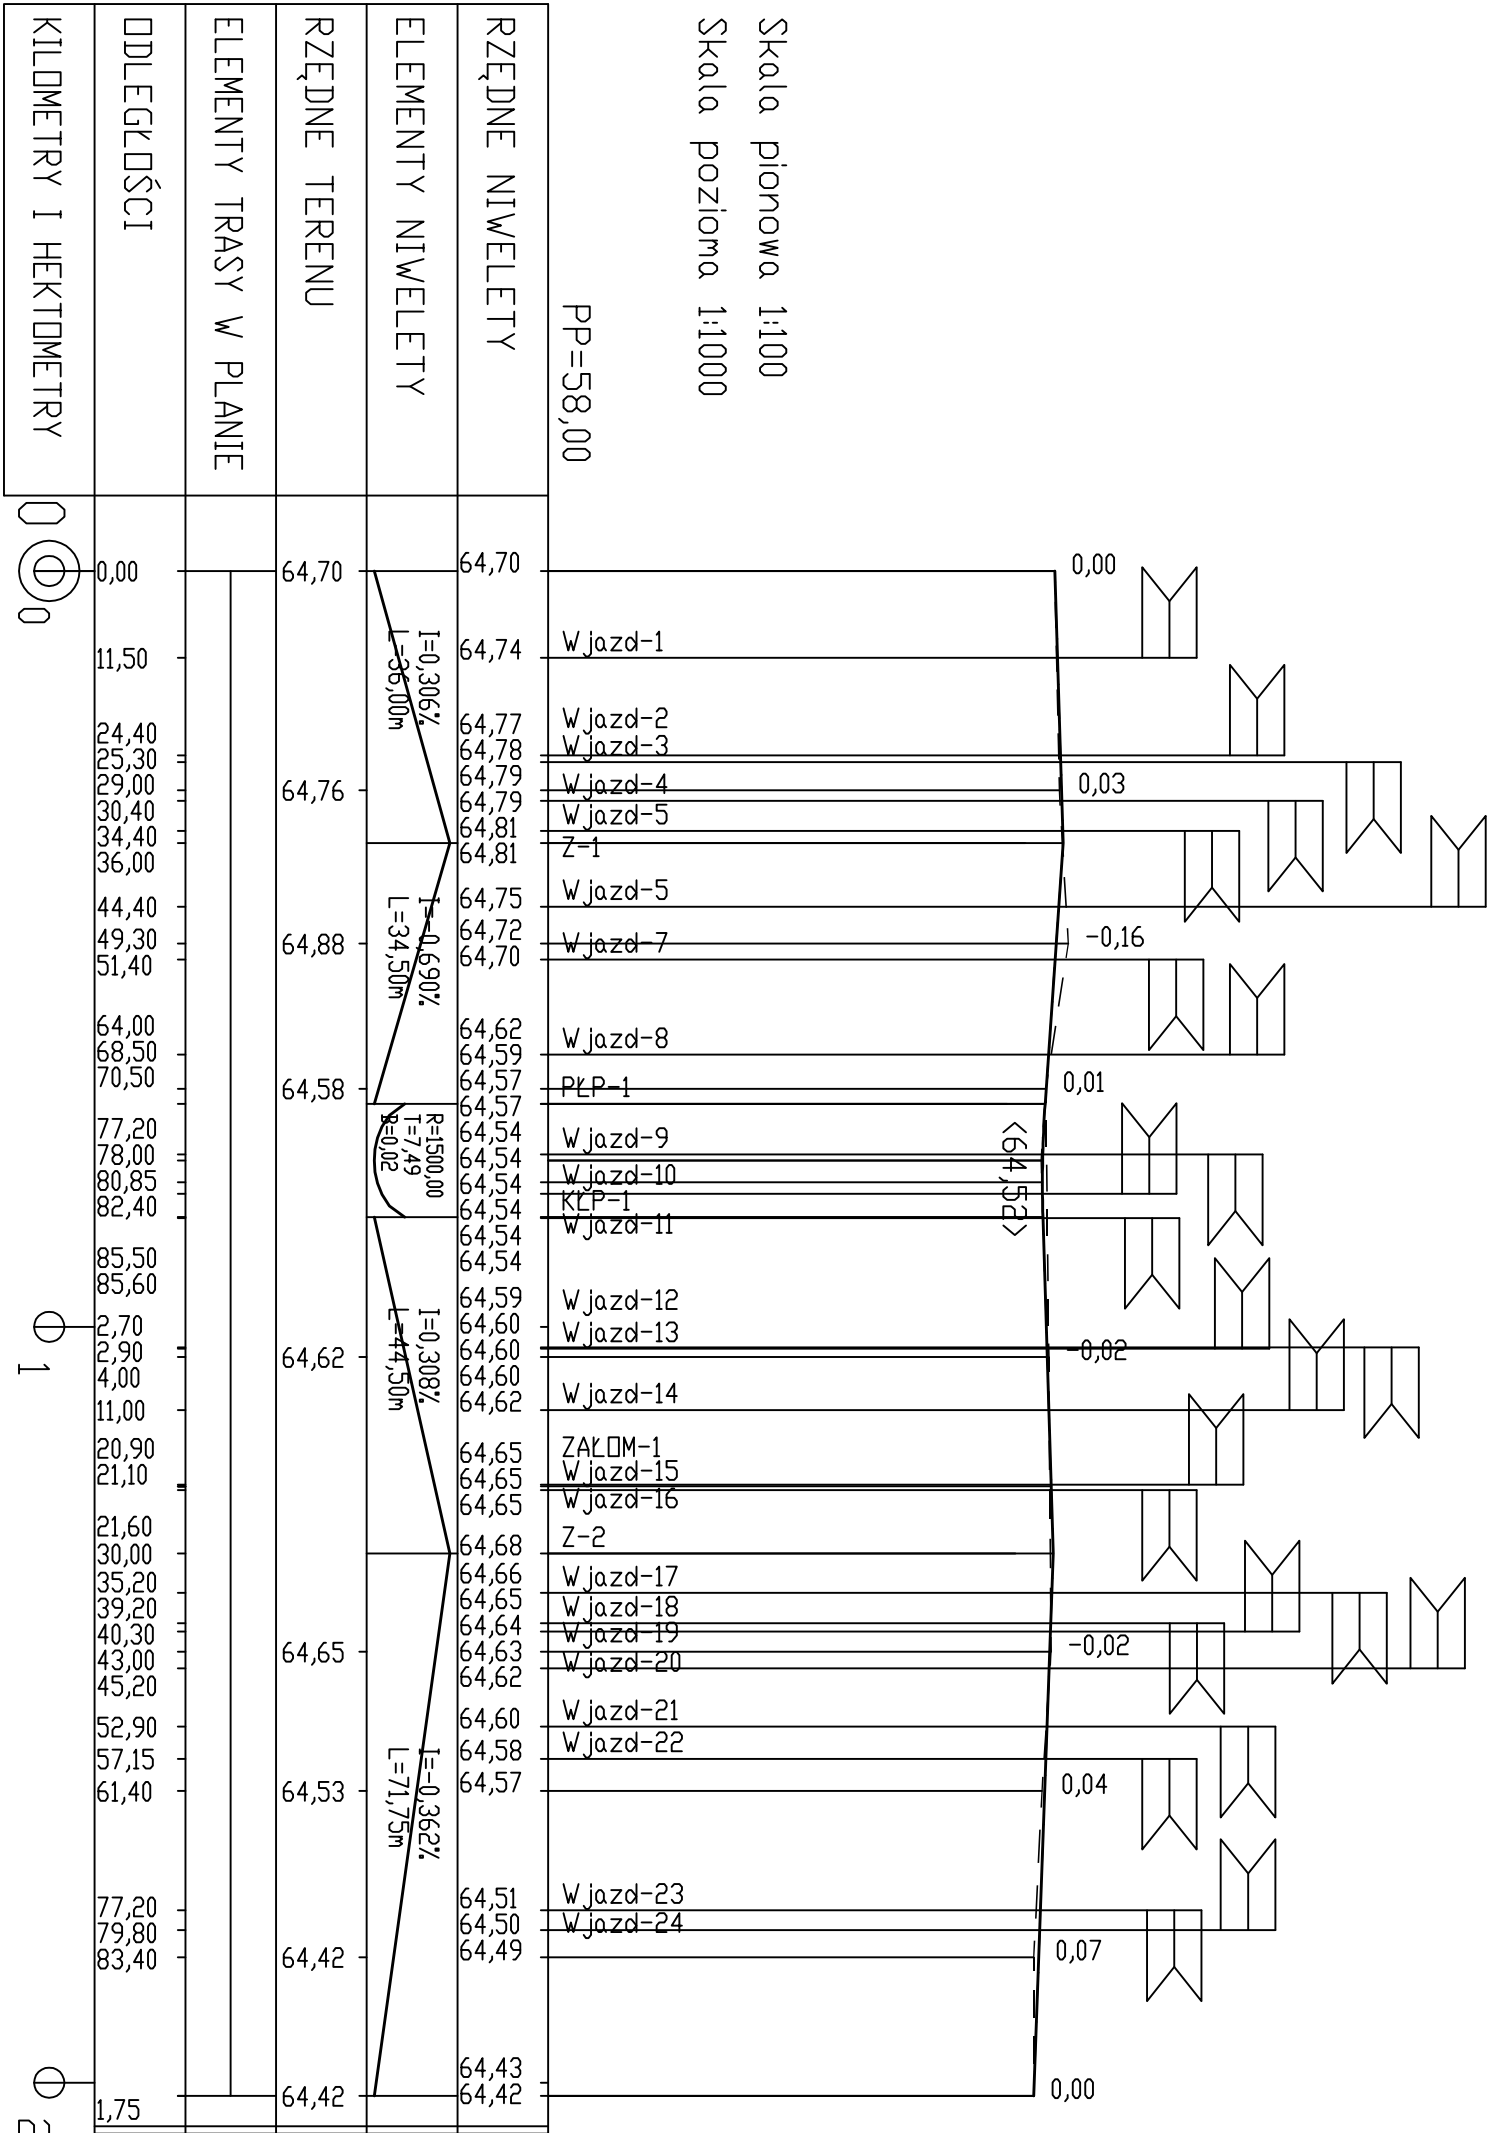 Skala pionowa 1:100
Skala pozioma 1:1000
PP=58,00
RZĘDNE NIWELETY
ELEMENTY NIWELETY
RZĘDNE TERENU
ELEMENTY TRASY W PLANIE
ODLEGŁOŚCI
KILOMETRY I HEKTOMETRY
0,00
0,03
-0,16
0,01
<64,52>
-0,02
-0,02
0,04
0,07
0,00
Wjazd-1
Wjazd-2
Wjazd-3
Wjazd-4
Wjazd-5
Z-1
Wjazd-5
Wjazd-7
Wjazd-8
PŁP-1
Wjazd-9
Wjazd-10
KŁP-1
Wjazd-11
Wjazd-12
Wjazd-13
Wjazd-14
ZAŁOM-1
Wjazd-15
Wjazd-16
Z-2
Wjazd-17
Wjazd-18
Wjazd-19
Wjazd-20
Wjazd-21
Wjazd-22
Wjazd-23
Wjazd-24
64,70
64,74
64,77
64,78
64,79
64,79
64,81
64,81
64,75
64,72
64,70
64,62
64,59
64,57
64,57
64,54
64,54
64,54
64,54
64,54
64,54
64,59
64,60
64,60
64,60
64,62
64,65
64,65
64,65
64,68
64,66
64,65
64,64
64,63
64,62
64,60
64,58
64,57
64,51
64,50
64,49
64,43
64,42
I=0,306%
L=36,00m
I=-0,690%
L=34,50m
R=1500,00
T=7,49
B=0,02
I=0,308%
L=44,50m
I=-0,362%
L=71,75m
64,70
64,76
64,88
64,58
64,62
64,65
64,53
64,42
64,42
0,00
11,50
24,40
25,30
29,00
30,40
34,40
36,00
44,40
49,30
51,40
64,00
68,50
70,50
77,20
78,00
80,85
82,40
85,50
85,60
2,70
2,90
4,00
11,00
20,90
21,10
21,60
30,00
35,20
39,20
40,30
43,00
45,20
52,90
57,15
61,40
77,20
79,80
83,40
1,75
0
0
1
2